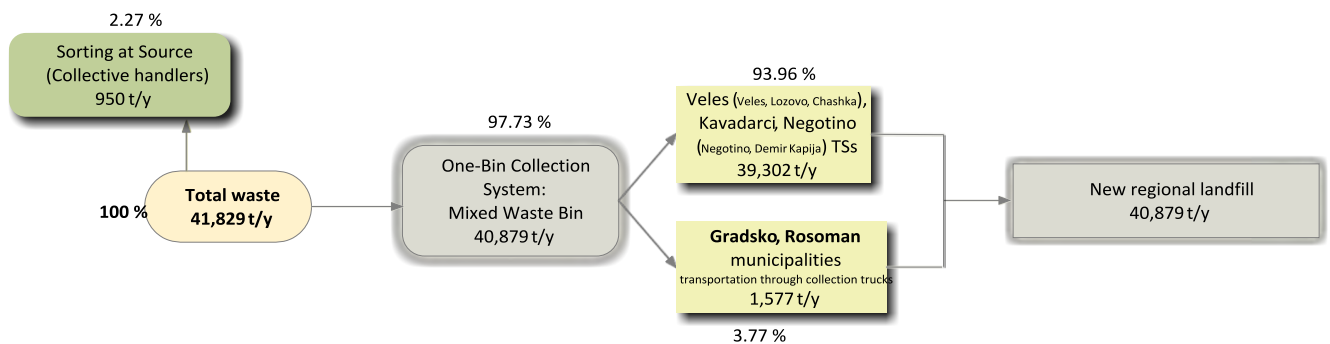 2.27 %
Sorting at Source
(Collective handlers)
950 t/y
100 %
Total waste
41,829 t/y
97.73 %
One-Bin Collection
System:
Mixed Waste Bin
40,879 t/y
93.96 %
Veles (Veles, Lozovo, Chashka),
Kavadarci, Negotino
(Negotino, Demir Kapija) TSs
39,302 t/y
Gradsko, Rosoman
municipalities
transportation through collection trucks
1,577 t/y
3.77 %
New regional landfill
40,879 t/y